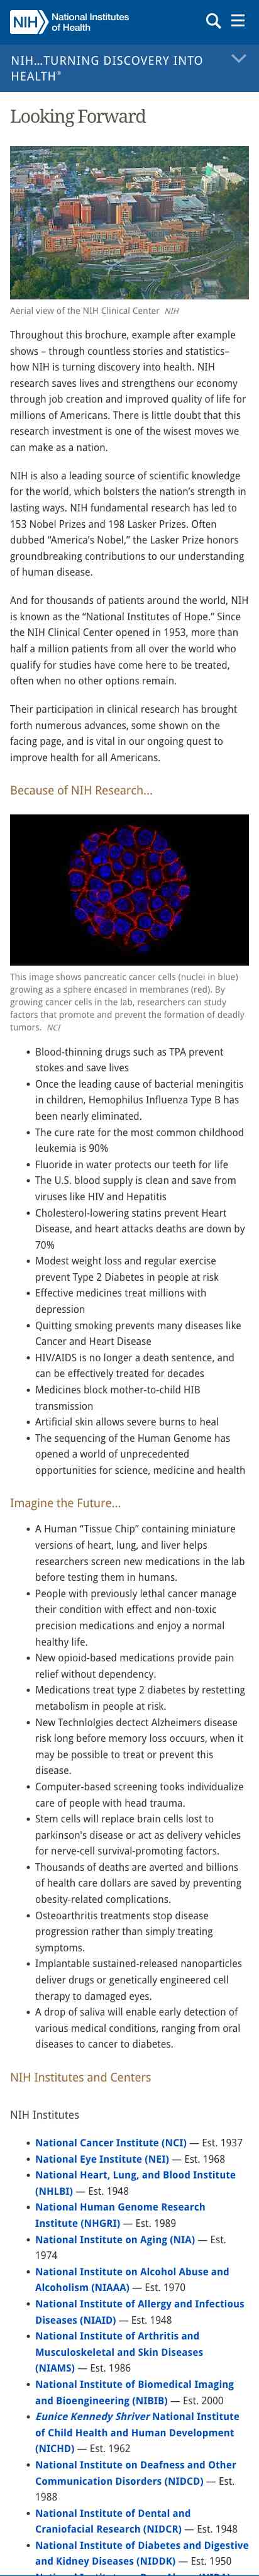 NIH National Institutes
of Health
NIH…TURNING DISCOVERY INTO
HEALTH®
Looking Forward
Aerial view of the NIH Clinical Center NIH
Throughout this brochure, example after example
shows – through countless stories and statistics–
how NIH is turning discovery into health. NIH
research saves lives and strengthens our economy
through job creation and improved quality of life for
millions of Americans. There is little doubt that this
research investment is one of the wisest moves we
can make as a nation.
NIH is also a leading source of scientific knowledge
for the world, which bolsters the nation’s strength in
lasting ways. NIH fundamental research has led to
153 Nobel Prizes and 198 Lasker Prizes. Often
dubbed “America’s Nobel,” the Lasker Prize honors
groundbreaking contributions to our understanding
of human disease.
And for thousands of patients around the world, NIH
is known as the “National Institutes of Hope.” Since
the NIH Clinical Center opened in 1953, more than
half a million patients from all over the world who
qualify for studies have come here to be treated,
often when no other options remain.
Their participation in clinical research has brought
forth numerous advances, some shown on the
facing page, and is vital in our ongoing quest to
improve health for all Americans.
Because of NIH Research...
This image shows pancreatic cancer cells (nuclei in blue)
growing as a sphere encased in membranes (red). By
growing cancer cells in the lab, researchers can study
factors that promote and prevent the formation of deadly
tumors. NCI
• Blood-thinning drugs such as TPA prevent
stokes and save lives
• Once the leading cause of bacterial meningitis
in children, Hemophilus Influenza Type B has
been nearly eliminated.
• The cure rate for the most common childhood
leukemia is 90%
• Fluoride in water protects our teeth for life
• The U.S. blood supply is clean and save from
viruses like HIV and Hepatitis
• Cholesterol-lowering statins prevent Heart
Disease, and heart attacks deaths are down by
70%
• Modest weight loss and regular exercise
prevent Type 2 Diabetes in people at risk
• Effective medicines treat millions with
depression
• Quitting smoking prevents many diseases like
Cancer and Heart Disease
• HIV/AIDS is no longer a death sentence, and
can be effectively treated for decades
• Medicines block mother-to-child HIB
transmission
• Artificial skin allows severe burns to heal
• The sequencing of the Human Genome has
opened a world of unprecedented
opportunities for science, medicine and health
Imagine the Future...
• A Human “Tissue Chip” containing miniature
versions of heart, lung, and liver helps
researchers screen new medications in the lab
before testing them in humans.
• People with previously lethal cancer manage
their condition with effect and non-toxic
precision medications and enjoy a normal
healthy life.
• New opioid-based medications provide pain
relief without dependency.
• Medications treat type 2 diabetes by restetting
metabolism in people at risk.
• New Technlolgies dectect Alzheimers disease
risk long before memory loss occuurs, when it
may be possible to treat or prevent this
disease.
• Computer-based screening tooks individualize
care of people with head trauma.
• Stem cells will replace brain cells lost to
parkinson's disease or act as delivery vehicles
for nerve-cell survival-promoting factors.
• Thousands of deaths are averted and billions
of health care dollars are saved by preventing
obesity-related complications.
• Osteoarthritis treatments stop disease
progression rather than simply treating
symptoms.
• Implantable sustained-released nanoparticles
deliver drugs or genetically engineered cell
therapy to damaged eyes.
• A drop of saliva will enable early detection of
various medical conditions, ranging from oral
diseases to cancer to diabetes.
NIH Institutes and Centers
NIH Institutes
• National Cancer Institute (NCI) — Est. 1937
• National Eye Institute (NEI) — Est. 1968
• National Heart, Lung, and Blood Institute
(NHLBI) — Est. 1948
• National Human Genome Research
Institute (NHGRI) — Est. 1989
• National Institute on Aging (NIA) — Est.
1974
• National Institute on Alcohol Abuse and
Alcoholism (NIAAA) — Est. 1970
• National Institute of Allergy and Infectious
Diseases (NIAID) — Est. 1948
• National Institute of Arthritis and
Musculoskeletal and Skin Diseases
(NIAMS) — Est. 1986
• National Institute of Biomedical Imaging
and Bioengineering (NIBIB) — Est. 2000
• Eunice Kennedy Shriver National Institute
of Child Health and Human Development
(NICHD) — Est. 1962
• National Institute on Deafness and Other
Communication Disorders (NIDCD) — Est.
1988
• National Institute of Dental and
Craniofacial Research (NIDCR) — Est. 1948
• National Institute of Diabetes and Digestive
and Kidney Diseases (NIDDK) — Est. 1950